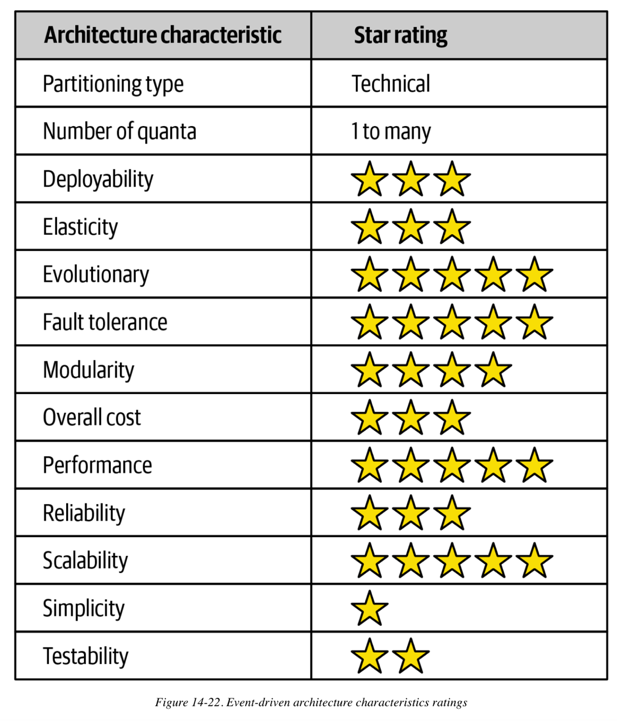 Architecture characteristic Star rating
Partitioning type Technical
Number of quanta 1 to many
Deployability
Elasticity
Evolutionary
Fault tolerance
Modularity
Overall cost
Performance
Reliability
Scalability
Simplicity
Testability
Figure 14-22. Event-driven architecture characteristics ratings